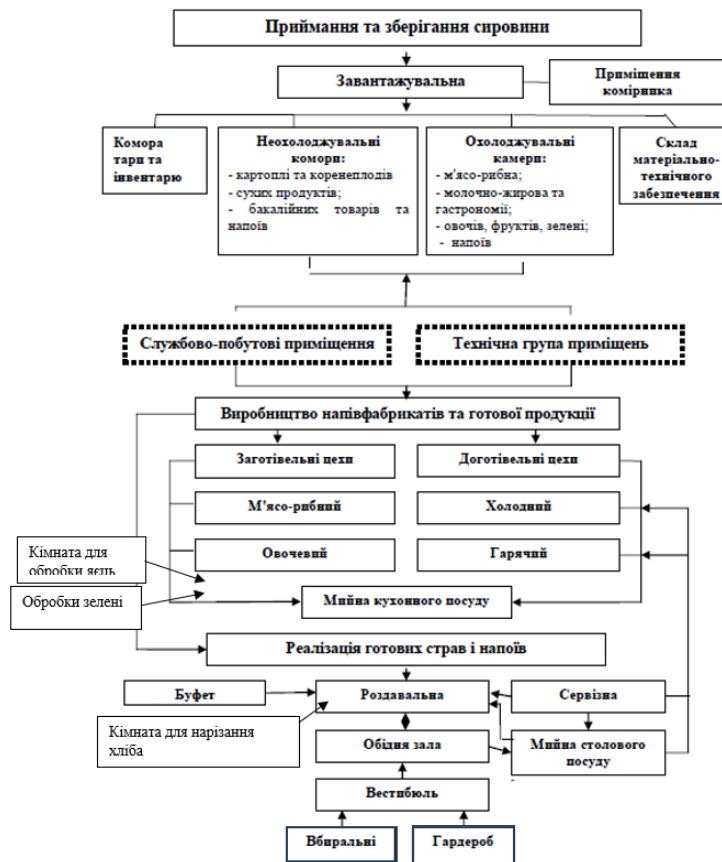 Приймання та зберігання сировини
Завантажувальна
Приміщення
комірника
Комора
тари та
інвентарю
Неохолоджувальні
комори:
- картоплі та коренеплодів
- сухих продуктів;
- бакалійних товарів та
напоїв
Охолоджувальні
камери:
- м'ясо-рибна;
- молочно-жирова та
гастрономії;
- овочів, фруктів, зелені;
- напоїв
Склад
матеріально-
технічного
забезпечення
Службово-побутові приміщення
Технічна група приміщень
Виробництво напівфабрикатів та готової продукції
Заготівельні цехи
Доготівельні цехи
М'ясо-рибний
Холодний
Овочевий
Гарячий
Кімната для
обробки яєць
Обробки зелені
Мийна кухонного посуду
Реалізація готових страв і напоїв
Буфет
Роздавальна
Сервізна
Кімната для нарізання
хліба
Обідня зала
Мийна столового
посуду
Вестибюль
Вбиральні
Гардероб